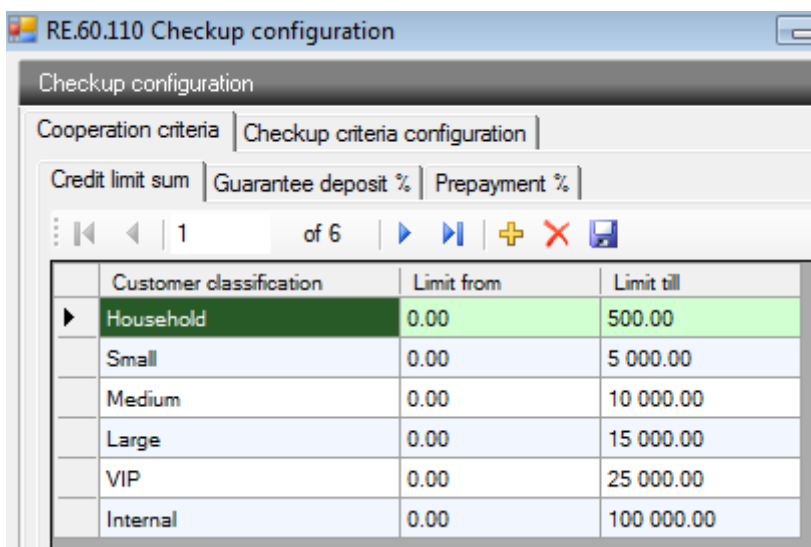 RE.60.110 Checkup configuration
Checkup configuration
Cooperation criteria Checkup criteria configuration
Credit limit sum Guarantee deposit % Prepayment %
1 of 6
Customer classification Limit from Limit till
Household 0.00 500.00
Small 0.00 5 000.00
Medium 0.00 10 000.00
Large 0.00 15 000.00
VIP 0.00 25 000.00
Internal 0.00 100 000.00